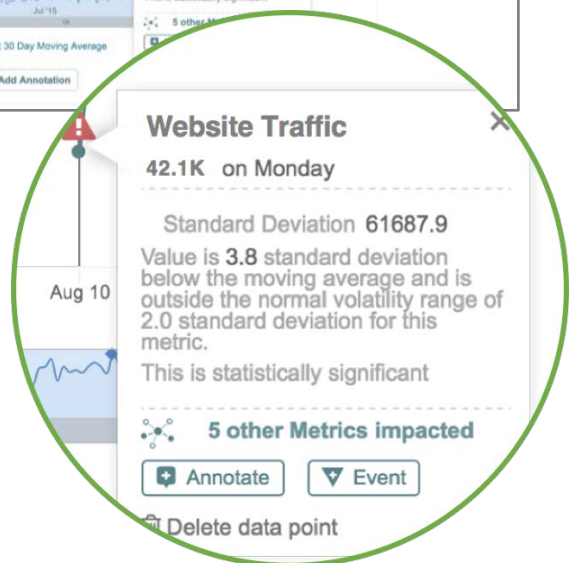 Jul '15
5 other M
30 Day Moving Average
Add Annotation
Website Traffic
42.1K on Monday
Standard Deviation 61687.9
Value is 3.8 standard deviation
below the moving average and is
outside the normal volatility range of
2.0 standard deviation for this
metric.
This is statistically significant
Aug 10
5 other Metrics impacted
Annotate
Event
Delete data point